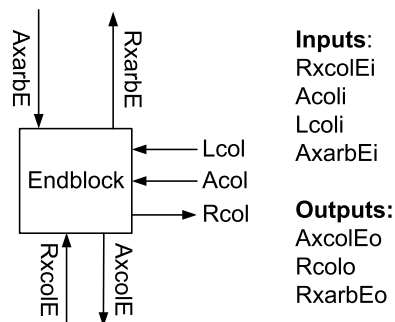 AxarbE
RxarbE
Endblock
Lcol
Acol
Rcol
RxcolE
AxcolE
Inputs:
RxcolEi
Acoli
Lcoli
AxarbEi
Outputs:
AxcolEo
Rcolo
RxarbEo